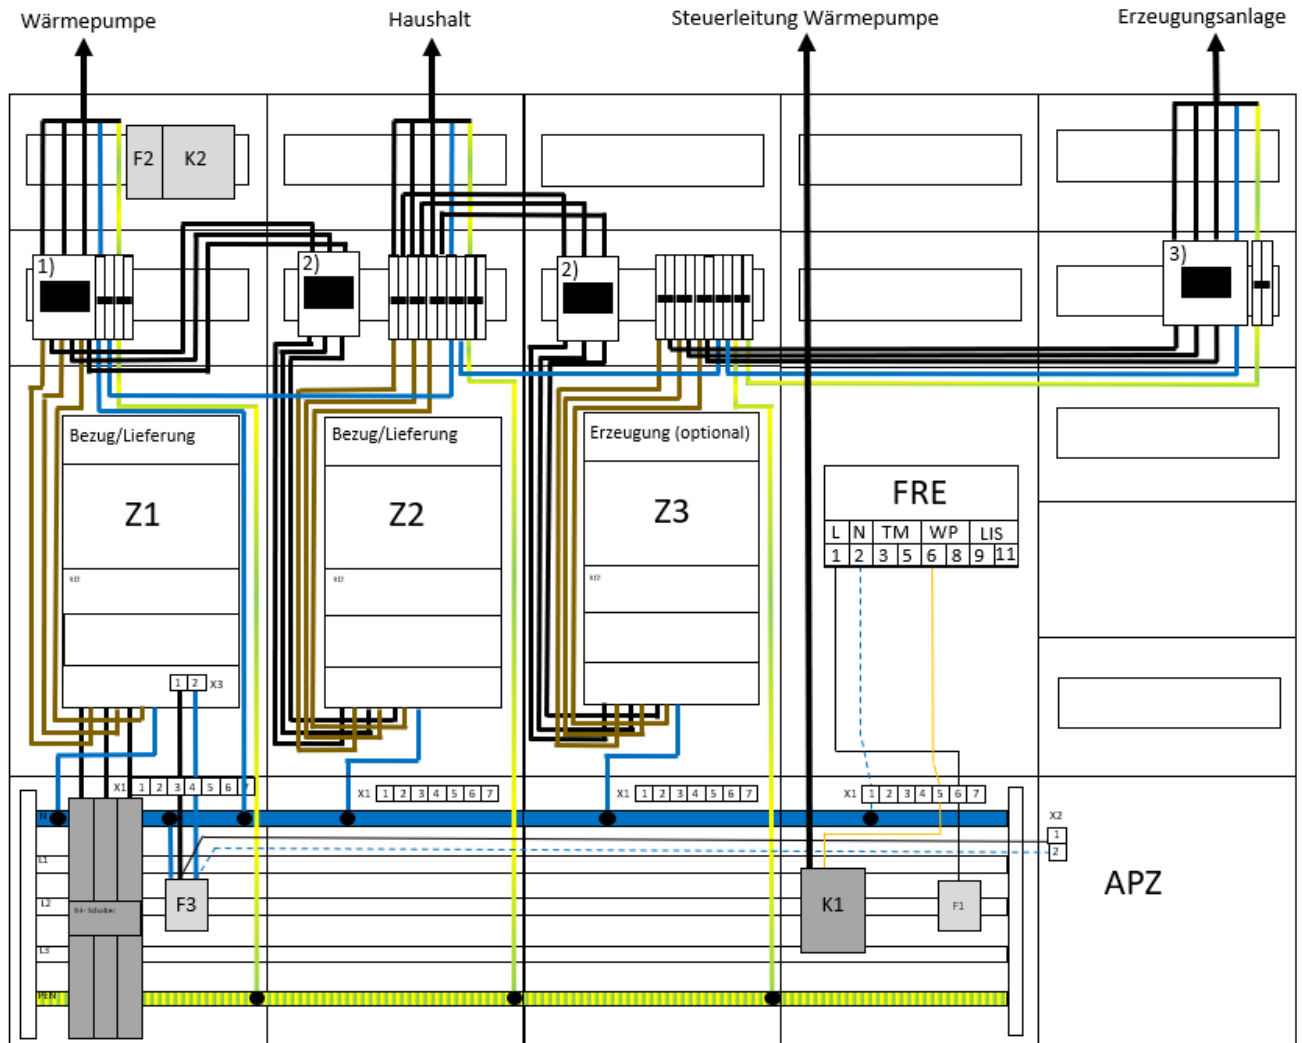 Wärmepumpe
Haushalt
Steuerleitung Wärmepumpe
Erzeugungsanlage
F2
K2
1)
2)
2)
3)
Bezug/Lieferung
Z1
Bezug/Lieferung
Z2
Erzeugung (optional)
Z3
FRE
L N TM WP LIS
1 2 3 5 6 8 9 11
1 2 X3
X1 1 2 3 4 5 6 7
X1 1 2 3 4 5 6 7
X1 1 2 3 4 5 6 7
X1 1 2 3 4 5 6 7
X2
1
2
N
L1
L2
L3
PEN
SH- Schalter
F3
K1
F1
APZ